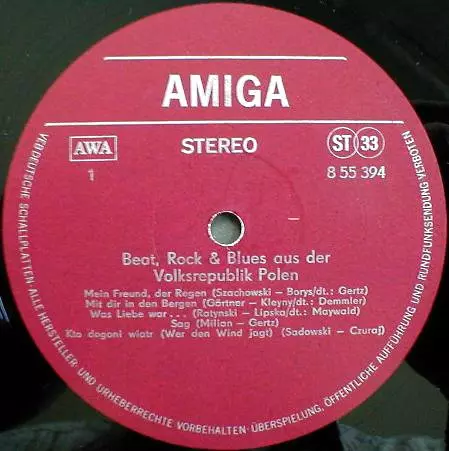 AMIGA
AWA
STEREO
ST 33
1
8 55 394
Beat, Rock & Blues aus der
Volksrepublik Polen
Mein Freund, der Regen (Szachowski – Borys/dt.: Gertz)
Mit dir in den Bergen (Gärtner – Kleyny/dt.: Demmler)
Was Liebe war . . . (Ratynski – Lipska/dt.: Maywald)
Sag (Milian – Gertz)
Kto dogoni wiatr (Wer den Wind jagt) (Sadowski – Czuraj)
VEB DEUTSCHE SCHALLPLATTEN · ALLE HERSTELLER- UND URHEBERRECHTE VORBEHALTEN · ÜBERSPIELUNG, ÖFFENTLICHE AUFFÜHRUNG UND RUNDFUNKSENDUNG VERBOTEN